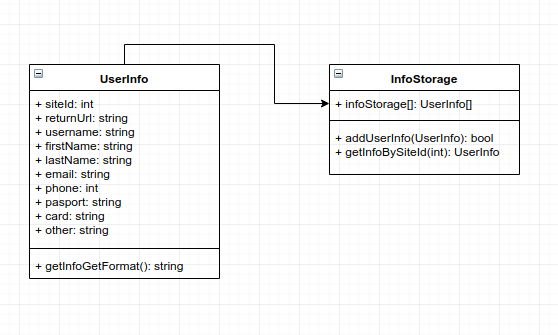 UserInfo
+ siteId: int
+ returnUrl: string
+ username: string
+ firstName: string
+ lastName: string
+ email: string
+ phone: int
+ pasport: string
+ card: string
+ other: string
+ getInfoGetFormat(): string
InfoStorage
+ infoStorage[]: UserInfo[]
+ addUserInfo(UserInfo): bool
+ getInfoBySiteId(int): UserInfo